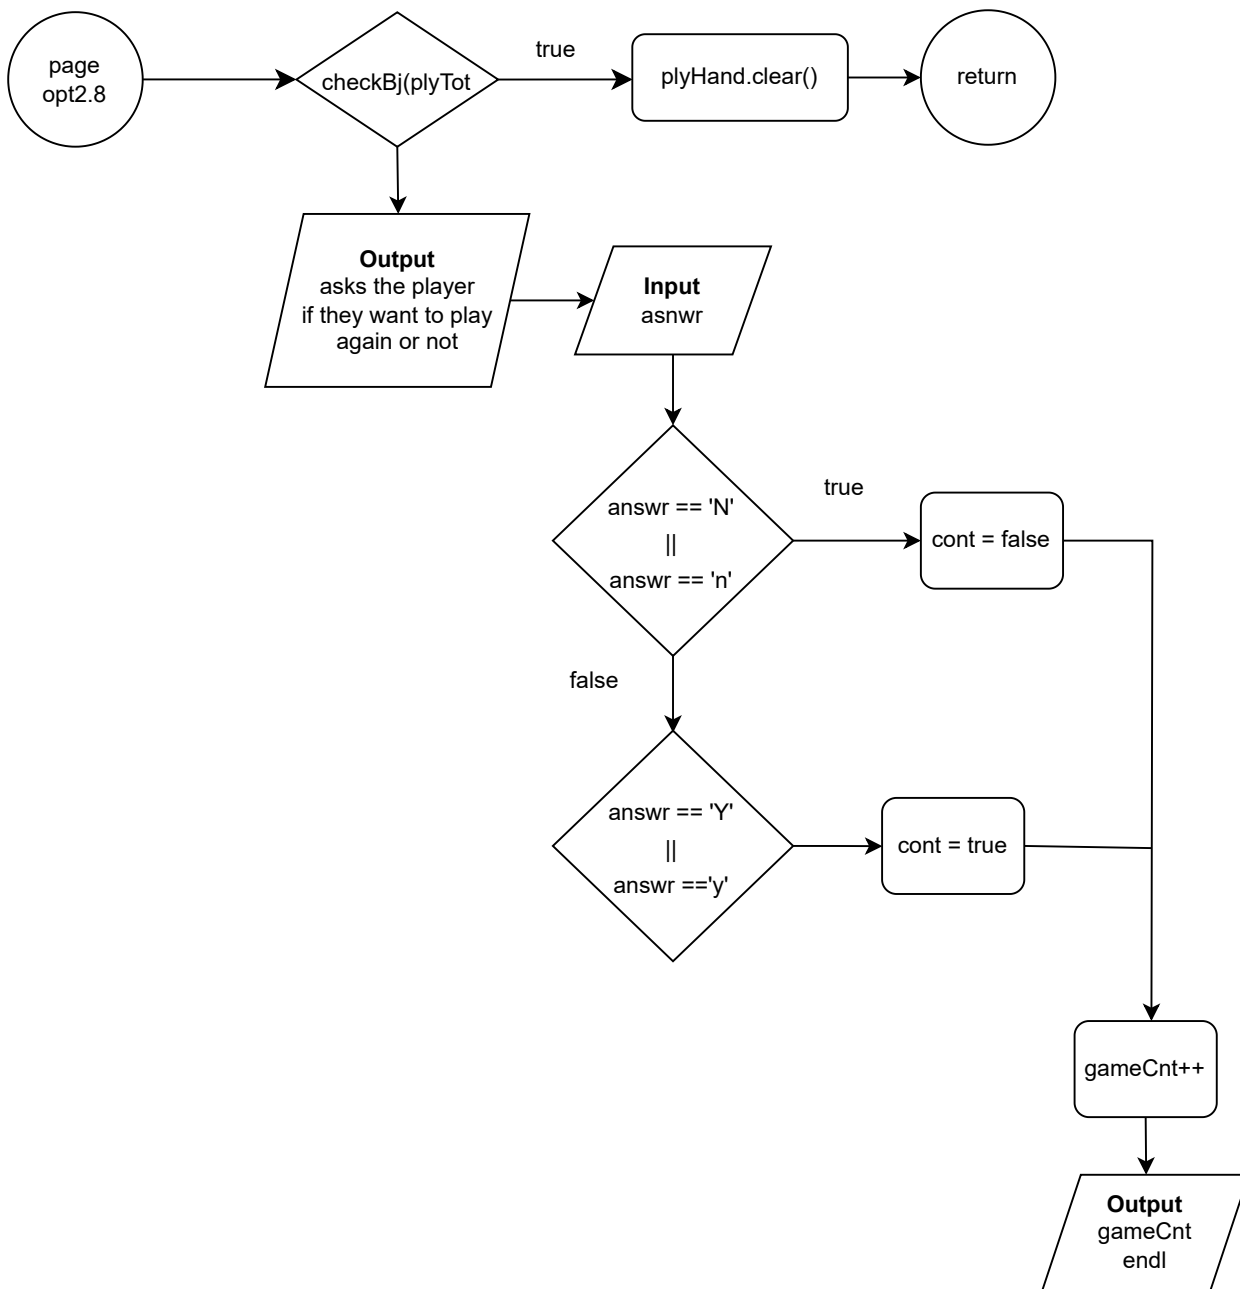 page
opt2.8
checkBj(plyTot
true
plyHand.clear()
return
Output
asks the player
if they want to play
again or not
Input
asnwr
answr == 'N'
||
answr == 'n'
true
cont = false
false
answr == 'Y'
||
answr =='y'
cont = true
gameCnt++
Output
gameCnt
endl